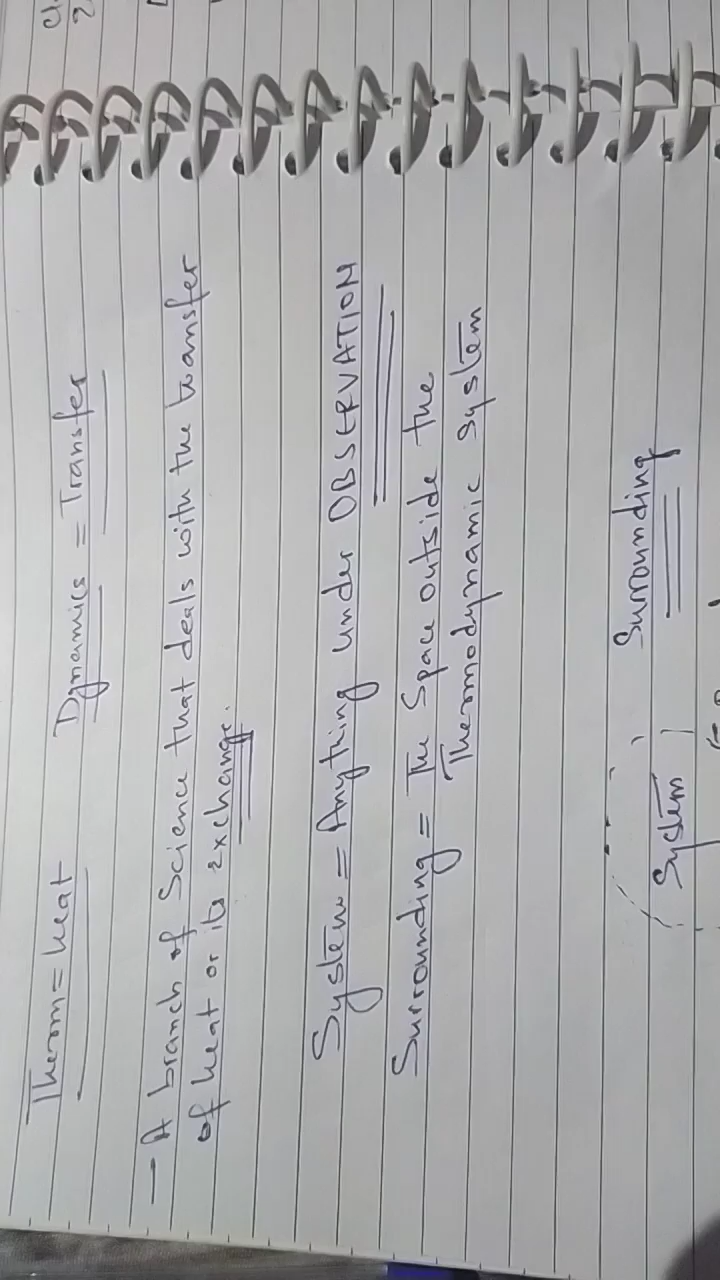 Therm = heat Dynamics = Transfer
— A branch of Science that deals with the transfer
of heat or its exchange.
System = Anything under OBSERVATION
Surrounding = The Space outside the
Thermodynamic System
Surrounding
System